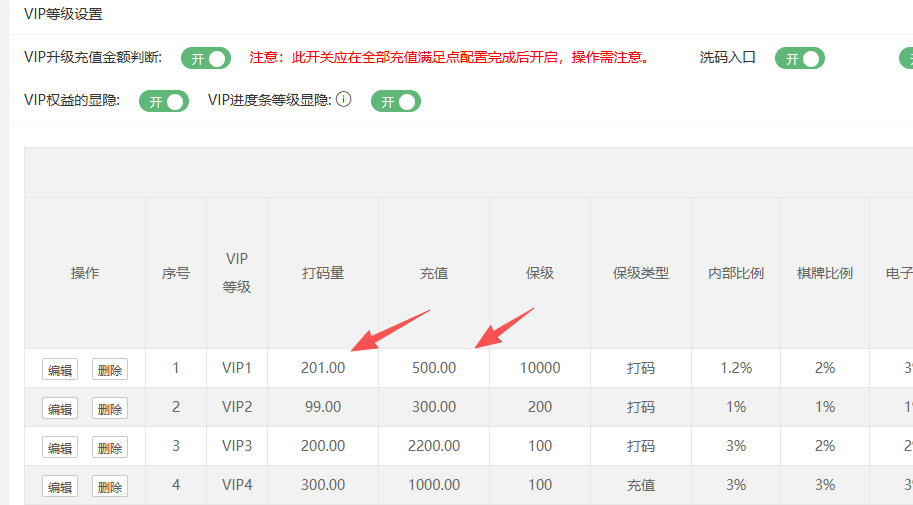 VIP等级设置
VIP升级充值金额判断: 开 注意：此开关应在全部充值满足点配置完成后开启，操作需注意。 洗码入口 开
VIP权益的显隐: 开 VIP进度条等级显隐: 开
操作 序号 VIP等级 打码量 充值 保级 保级类型 内部比例 棋牌比例 电子
编辑 删除 1 VIP1 201.00 500.00 10000 打码 1.2% 2%
编辑 删除 2 VIP2 99.00 300.00 200 打码 1% 1%
编辑 删除 3 VIP3 200.00 2200.00 100 打码 3% 2%
编辑 删除 4 VIP4 300.00 1000.00 100 充值 3% 3%